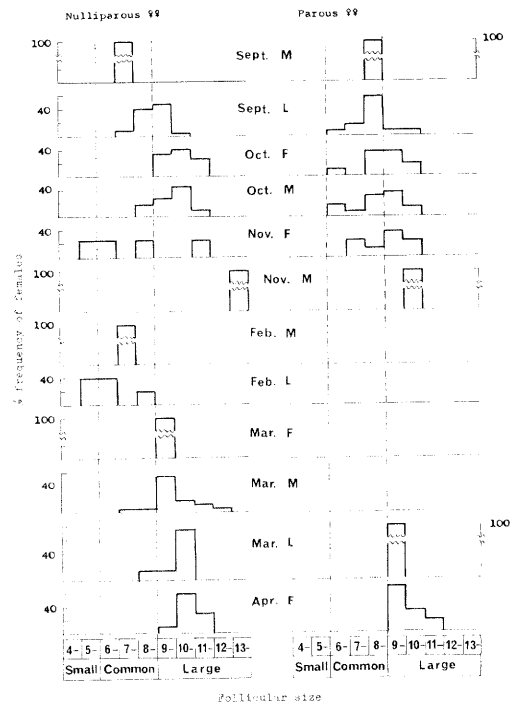 Nulliparous ♀♀ Parous ♀♀
100 Sept. M 100
40 Sept. L
40 Oct. F
40 Oct. M
40 Nov. F
100 Nov. M
100 Feb. M
40 Feb. L
100 Mar. F
40 Mar. M
40 Mar. L 100
40 Apr. F
% frequency of females
4- 5- 6- 7- 8- 9- 10- 11- 12- 13- 4- 5- 6- 7- 8- 9- 10- 11- 12- 13-
Small Common Large Small Common Large
Follicular size